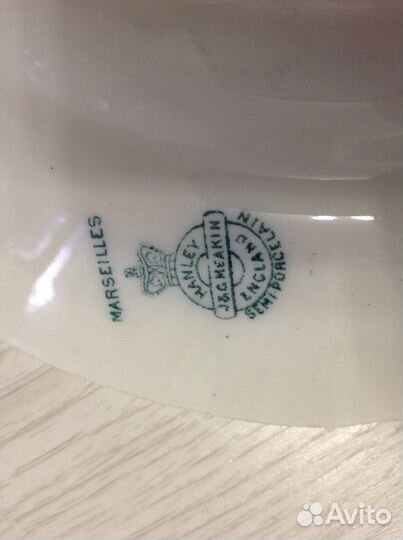 MARSEILLES
HANLEY
J&G MEAKIN
ENGLAND
SEMI PORCELAIN
Avito